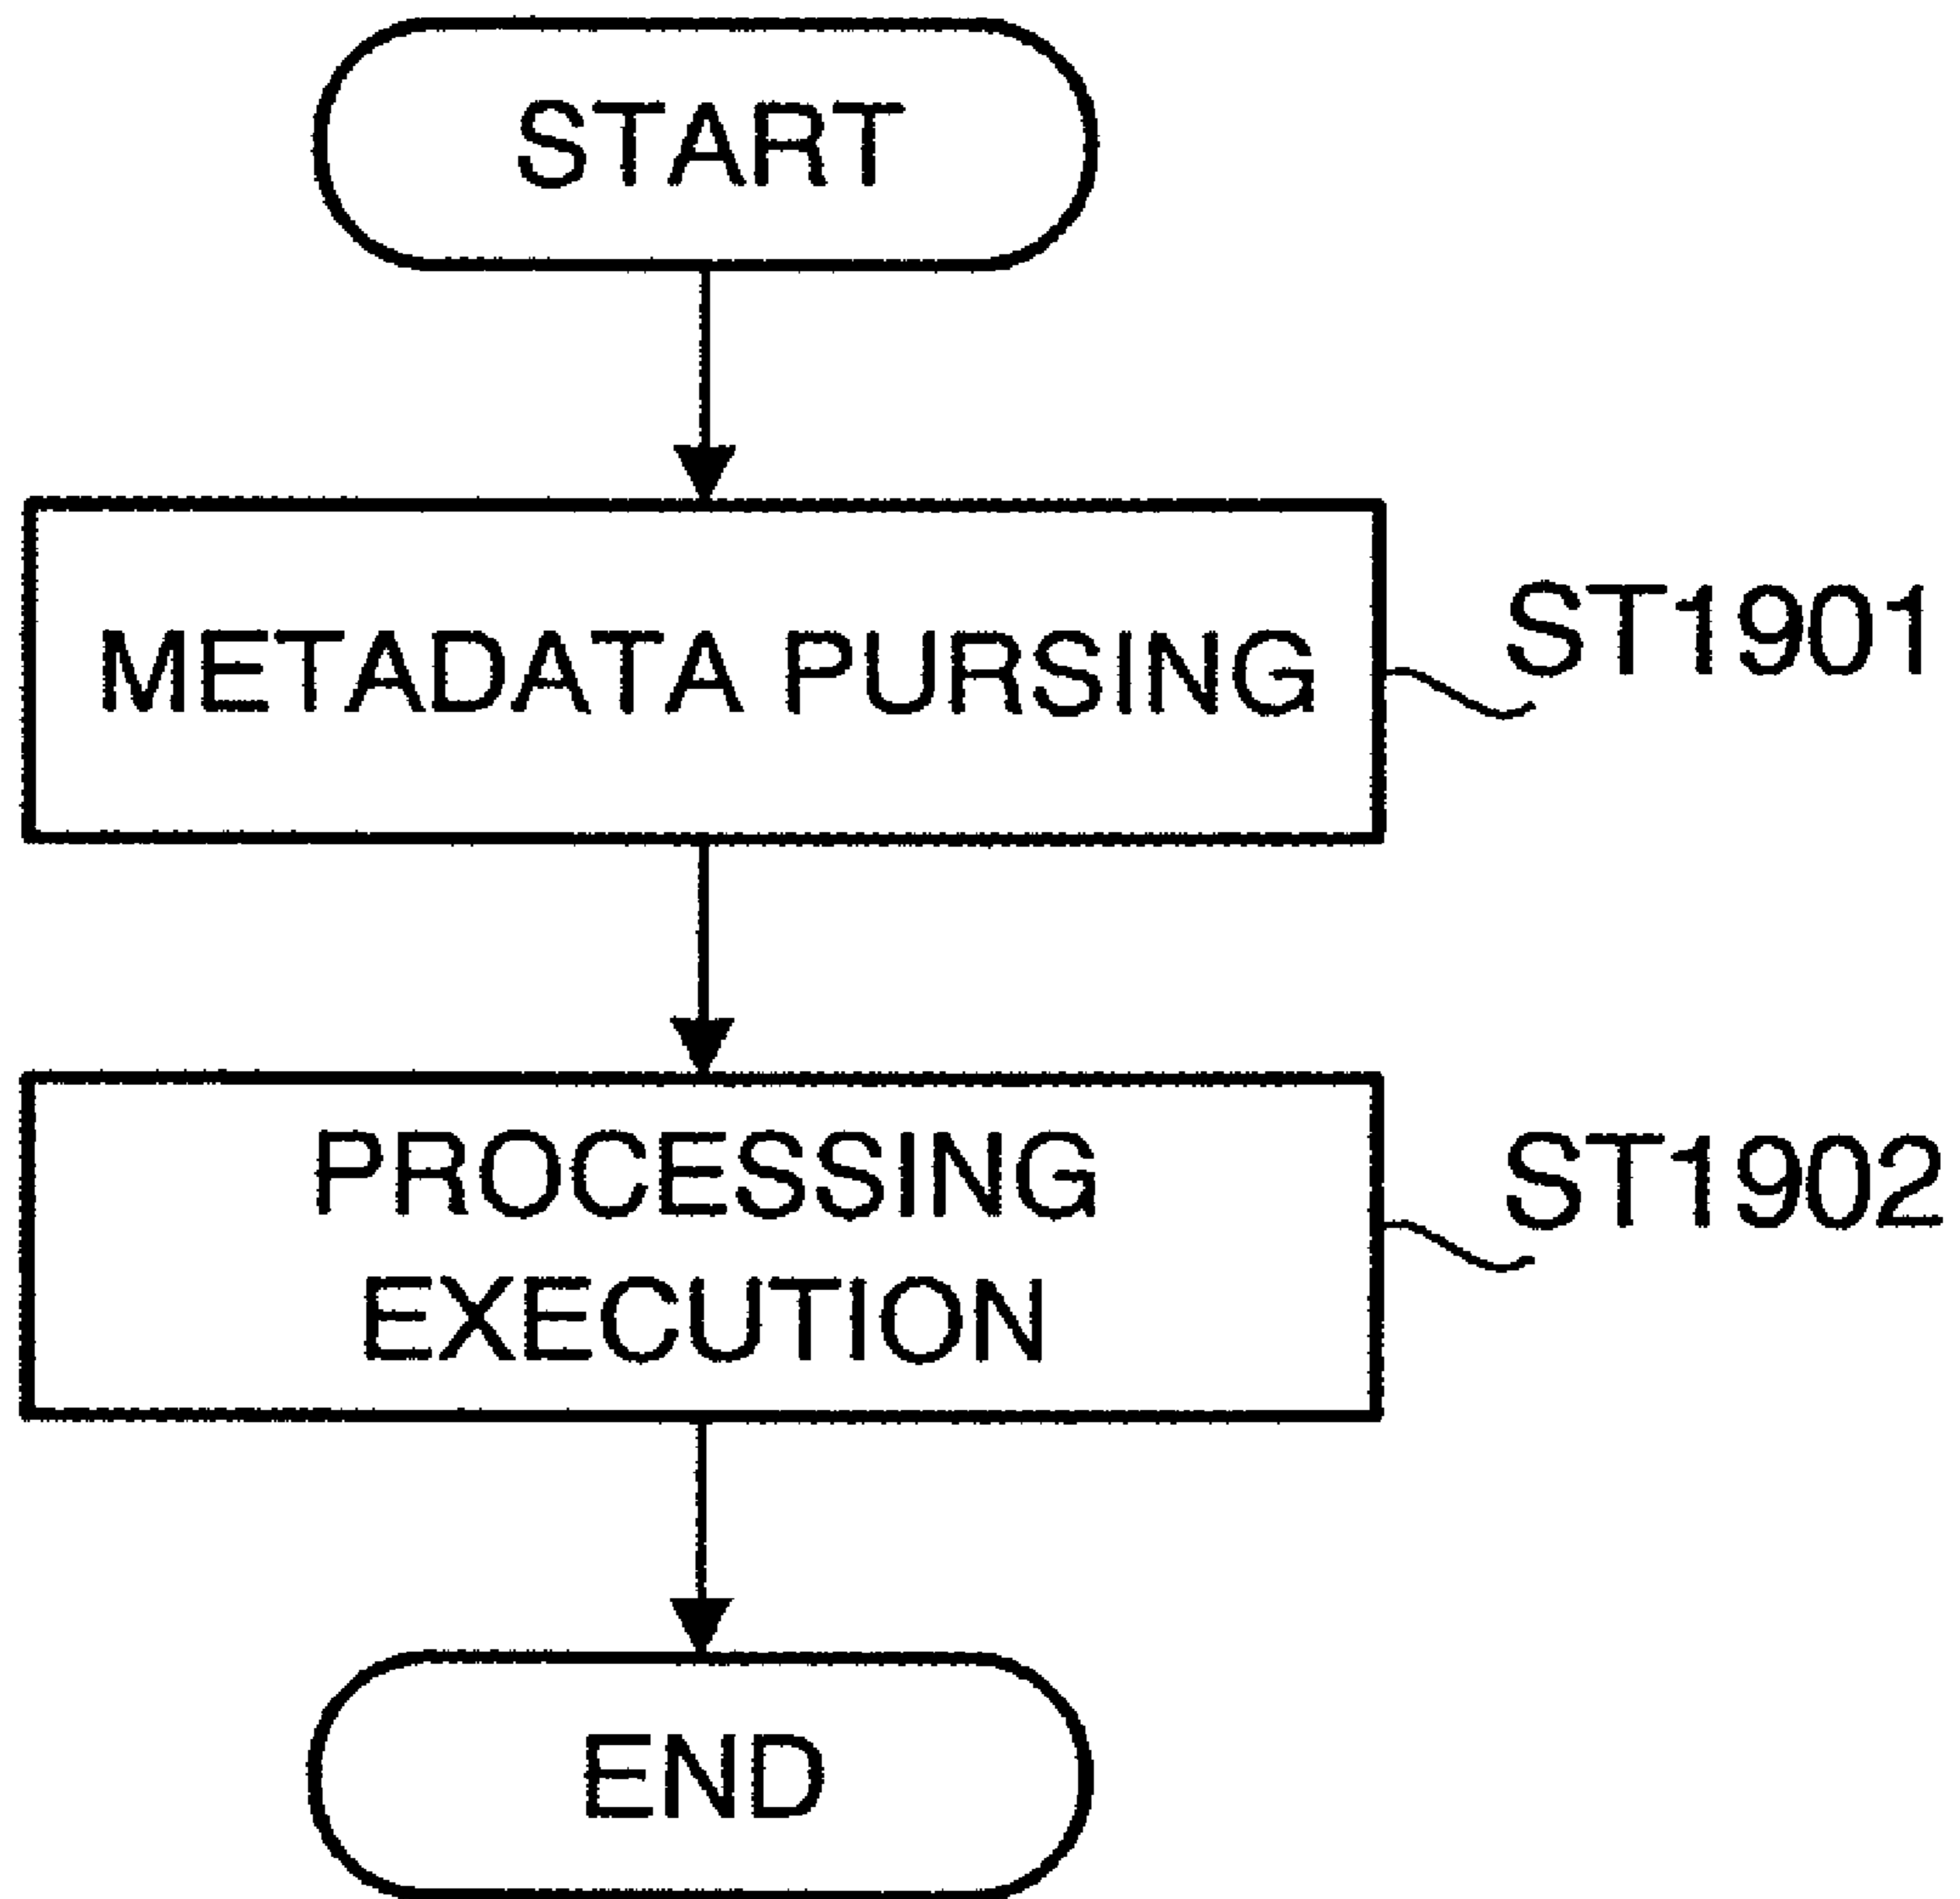 START
METADATA PURSING
ST1901
PROCESSING
EXECUTION
ST1902
END